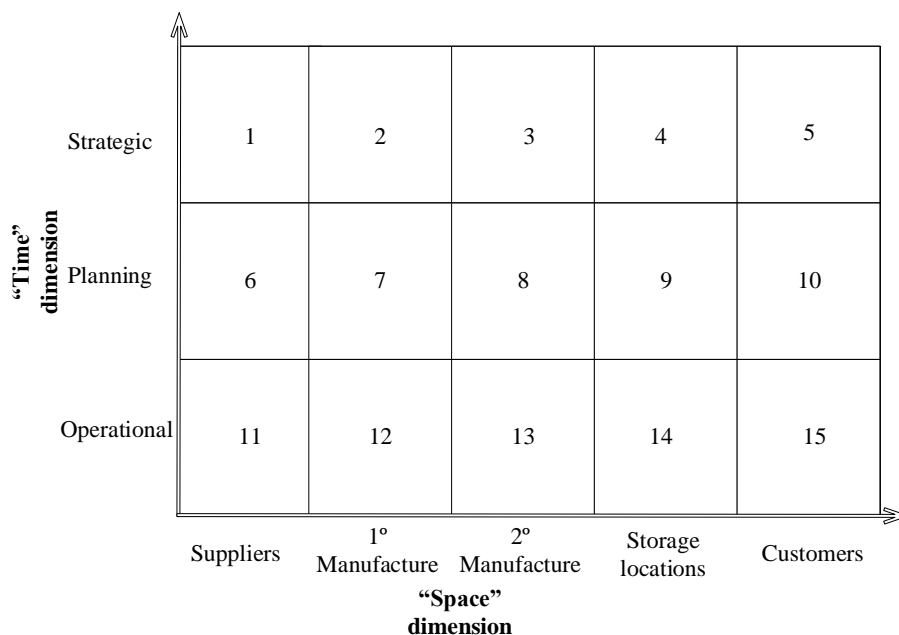 Strategic
1
2
3
4
5
“Time”
dimension
Planning
6
7
8
9
10
Operational
11
12
13
14
15
Suppliers
1º
Manufacture
2º
Manufacture
Storage
locations
Customers
“Space”
dimension